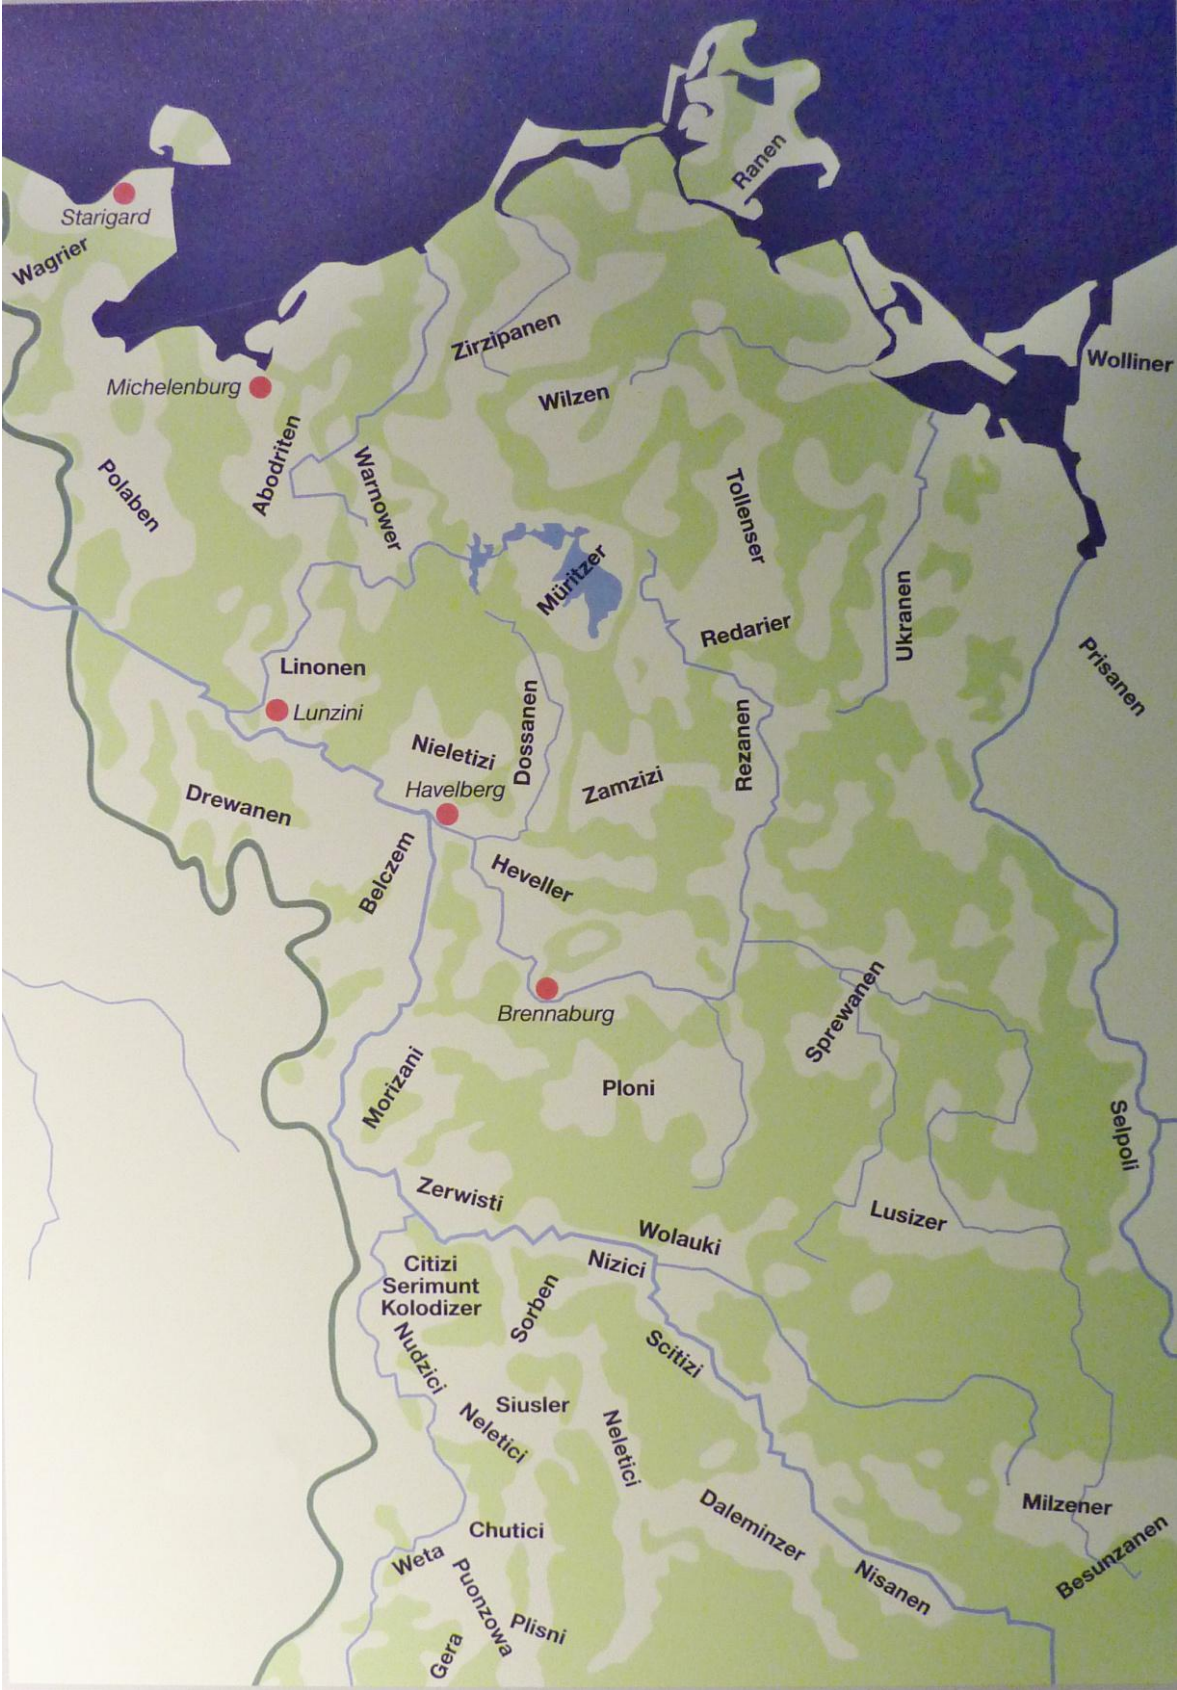 Ranen
Starigard
Wagrier
Zirzipanen
Wolliner
Michelenburg
Wilzen
Abodriten
Warnower
Polaben
Tollenser
Müritzer
Ukranen
Redarier
Prisanen
Linonen
Lunzini
Dossanen
Rezanen
Nieletizi
Zamzizi
Havelberg
Drewanen
Belczem
Heveller
Brennaburg
Sprewanen
Morizani
Ploni
Selpoli
Zerwisti
Lusizer
Wolauki
Citizi
Serimunt
Kolodizer
Nizici
Sorben
Nudzici
Scitizi
Siusler
Neletici
Neletici
Milzener
Daleminzer
Chutici
Besunzanen
Weta
Nisanen
Puonzowa
Plisni
Gera